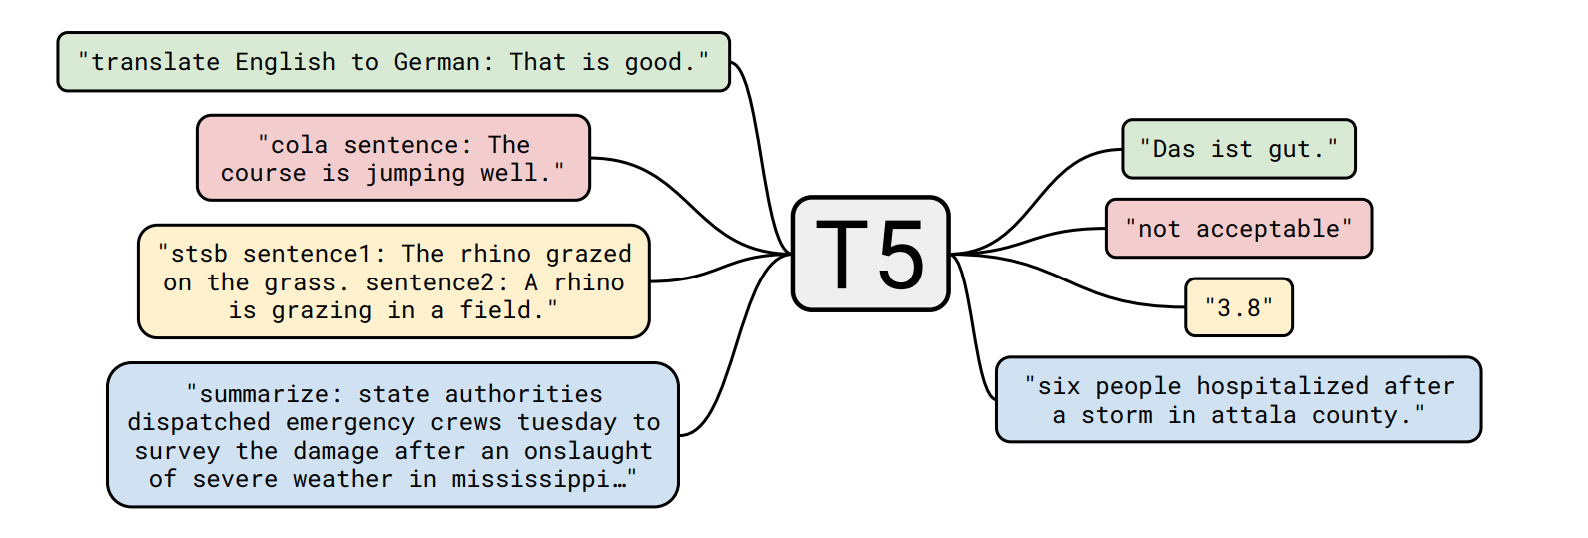 "translate English to German: That is good."
"cola sentence: The
course is jumping well."
"stsb sentence1: The rhino grazed
on the grass. sentence2: A rhino
is grazing in a field."
"summarize: state authorities
dispatched emergency crews tuesday to
survey the damage after an onslaught
of severe weather in mississippi…"
T5
"Das ist gut."
"not acceptable"
"3.8"
"six people hospitalized after
a storm in attala county."